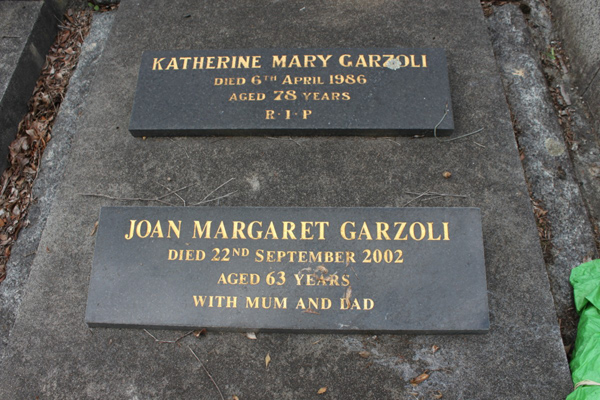 KATHERINE MARY GARZOLI
DIED 6TH APRIL 1986
AGED 78 YEARS
R·I·P
JOAN MARGARET GARZOLI
DIED 22ND SEPTEMBER 2002
AGED 63 YEARS
WITH MUM AND DAD